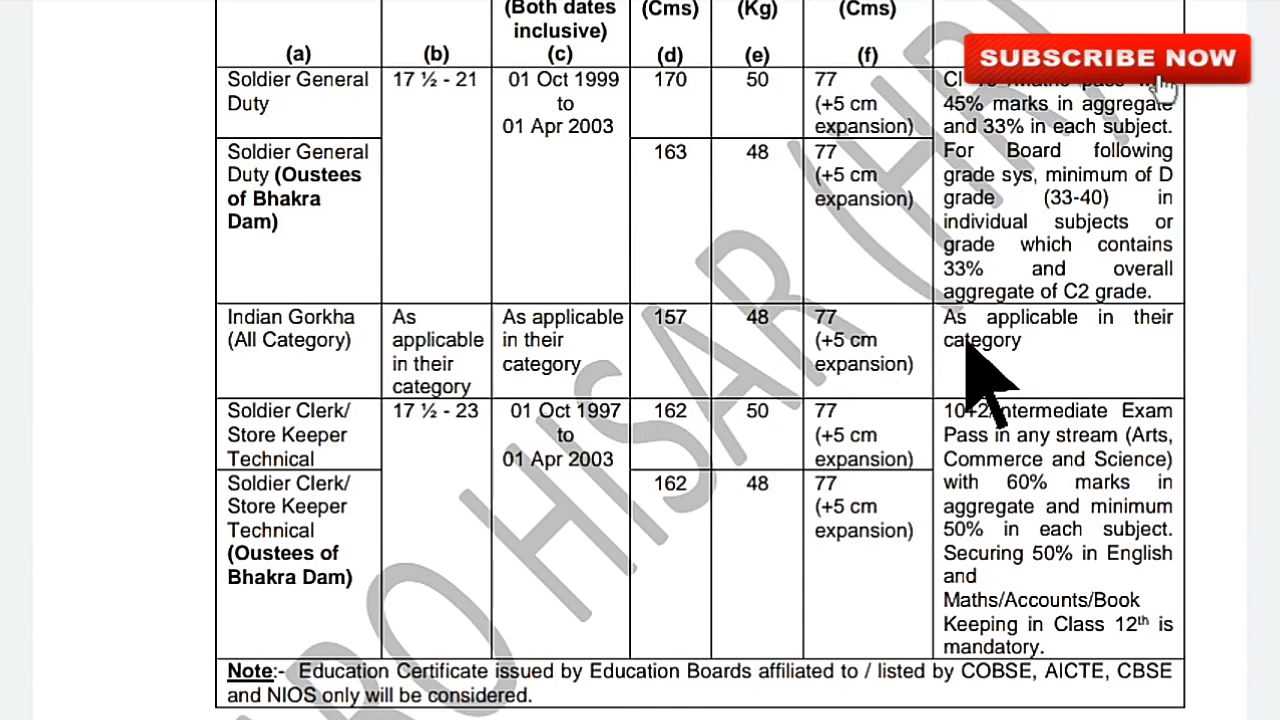 (Both dates
inclusive)
(Cms)
(Kg)
(Cms)
(a)
(b)
(c)
(d)
(e)
(f)
SUBSCRIBE NOW
Soldier General
Duty
17 ½ - 21
01 Oct 1999
to
01 Apr 2003
170
50
77
(+5 cm
expansion)
45% marks in aggregate
and 33% in each subject.
For Board following
grade sys, minimum of D
grade (33-40) in
individual subjects or
grade which contains
33% and overall
aggregate of C2 grade.
Soldier General
Duty (Oustees
of Bhakra
Dam)
163
48
77
(+5 cm
expansion)
Indian Gorkha
(All Category)
As
applicable
in their
category
As applicable
in their
category
157
48
77
(+5 cm
expansion)
As applicable in their
category
Soldier Clerk/
Store Keeper
Technical
17 ½ - 23
01 Oct 1997
to
01 Apr 2003
162
50
77
(+5 cm
expansion)
10+2/Intermediate Exam
Pass in any stream (Arts,
Commerce and Science)
with 60% marks in
aggregate and minimum
50% in each subject.
Securing 50% in English
and
Maths/Accounts/Book
Keeping in Class 12th is
mandatory.
Soldier Clerk/
Store Keeper
Technical
(Oustees of
Bhakra Dam)
162
48
77
(+5 cm
expansion)
Note:- Education Certificate issued by Education Boards affiliated to / listed by COBSE, AICTE, CBSE
and NIOS only will be considered.
ARO HISAR (HR)